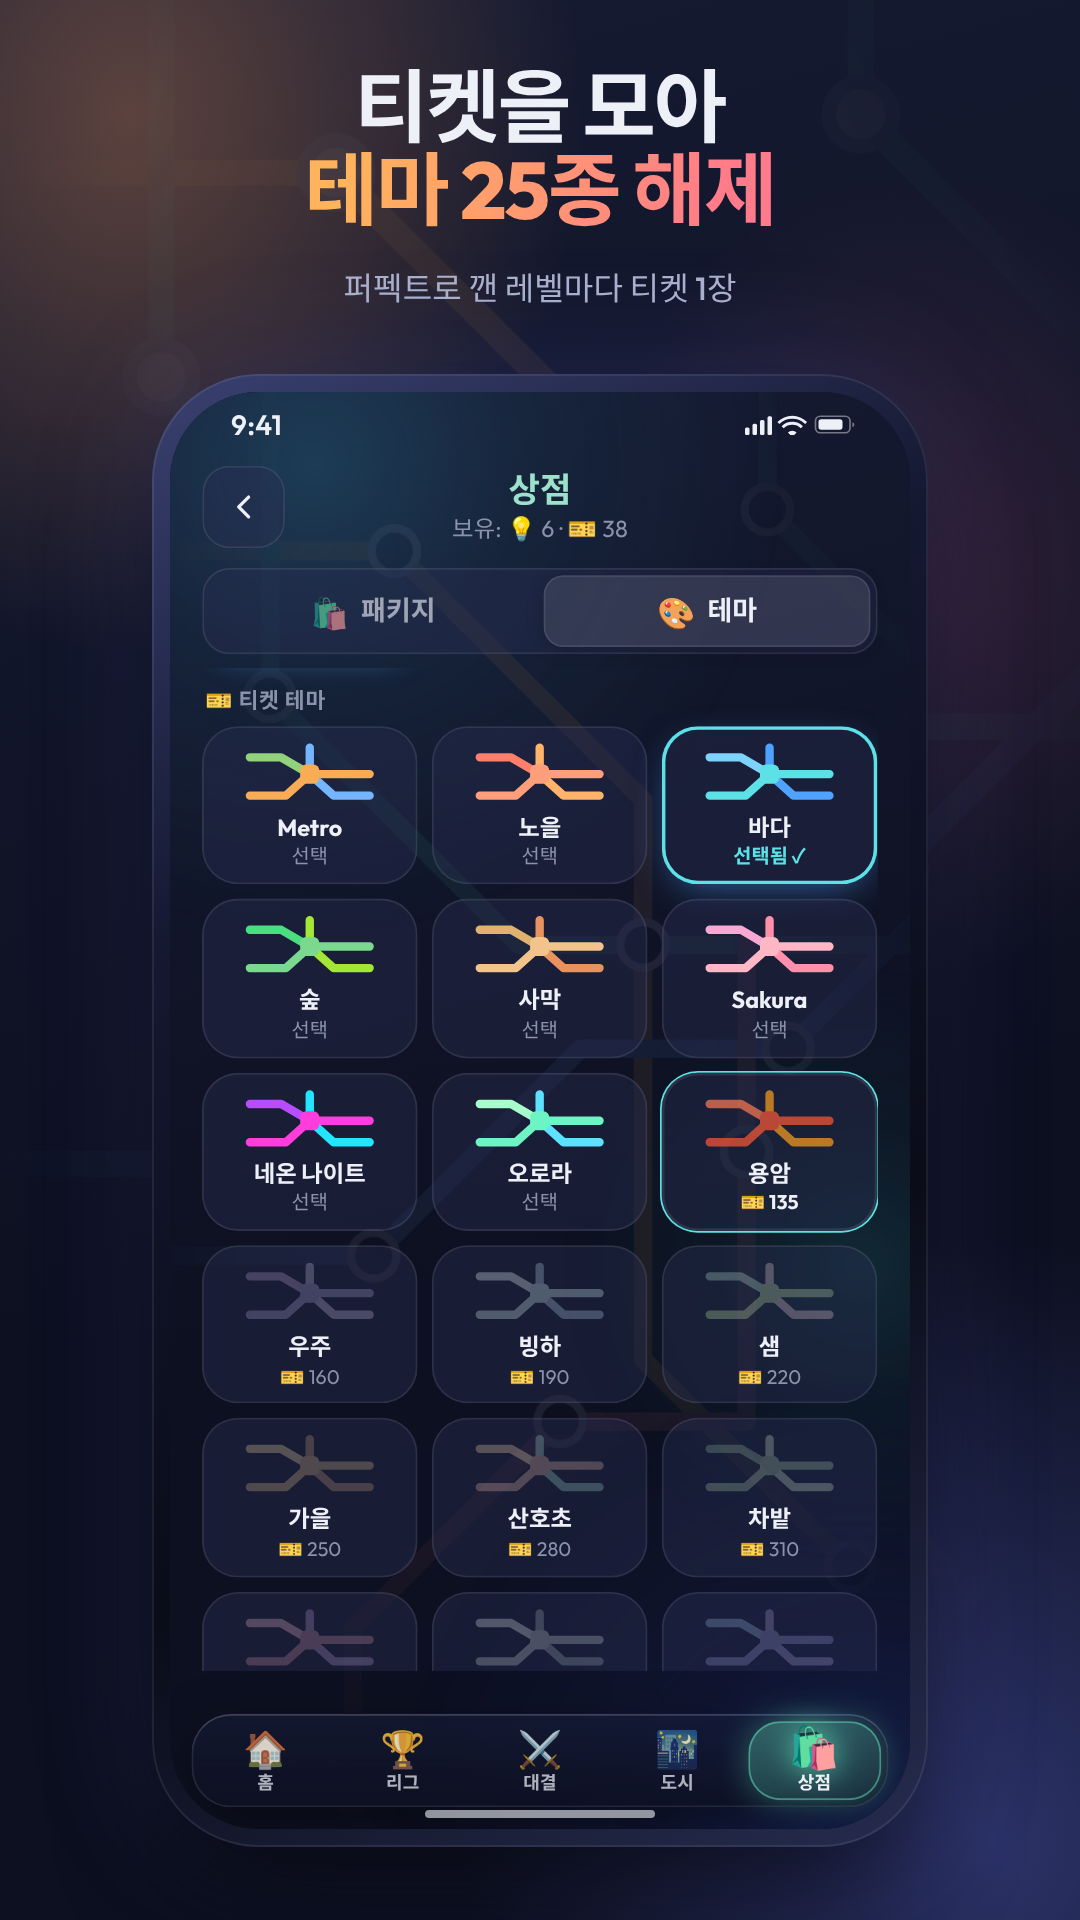 티켓을 모아
테마 25종 해제
퍼펙트로 깬 레벨마다 티켓 1장
9:41
상점
보유: 💡 6 · 🎫 38
🛍️ 패키지
🎨 테마
🎫 티켓 테마
Metro
선택
노을
선택
바다
선택됨 ✓
숲
선택
사막
선택
Sakura
선택
네온 나이트
선택
오로라
선택
용암
🎫 135
우주
🎫 160
빙하
🎫 190
샘
🎫 220
가을
🎫 250
산호초
🎫 280
차밭
🎫 310
홈
리그
대결
도시
상점